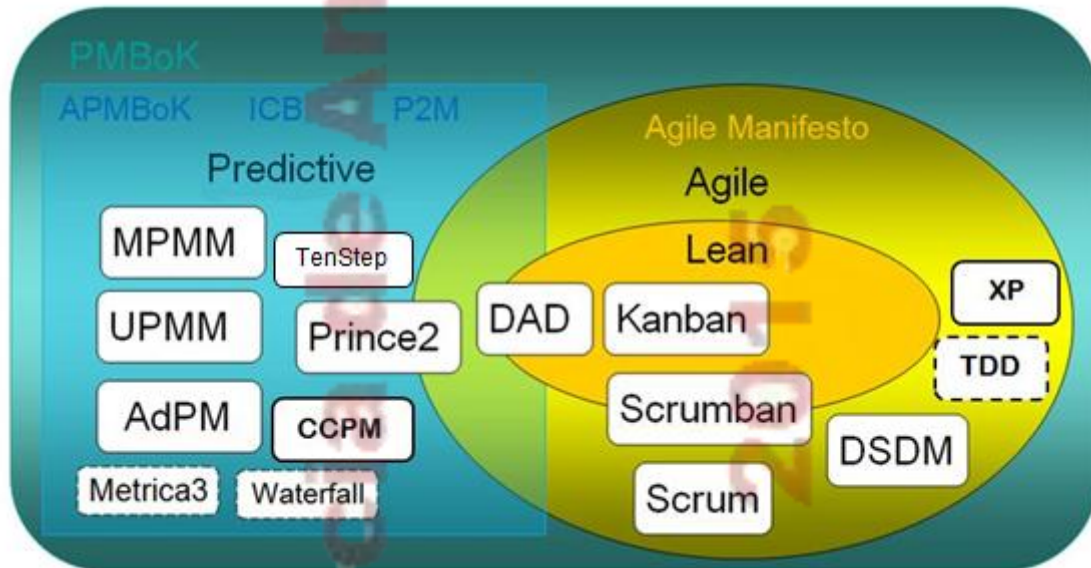 PMBoK
APMBoK ICB P2M
Agile Manifesto
Predictive
Agile
MPMM
TenStep
Lean
XP
UPMM
Prince2
DAD
Kanban
TDD
AdPM
CCPM
Scrumban
DSDM
Metrica3
Waterfall
Scrum
2015